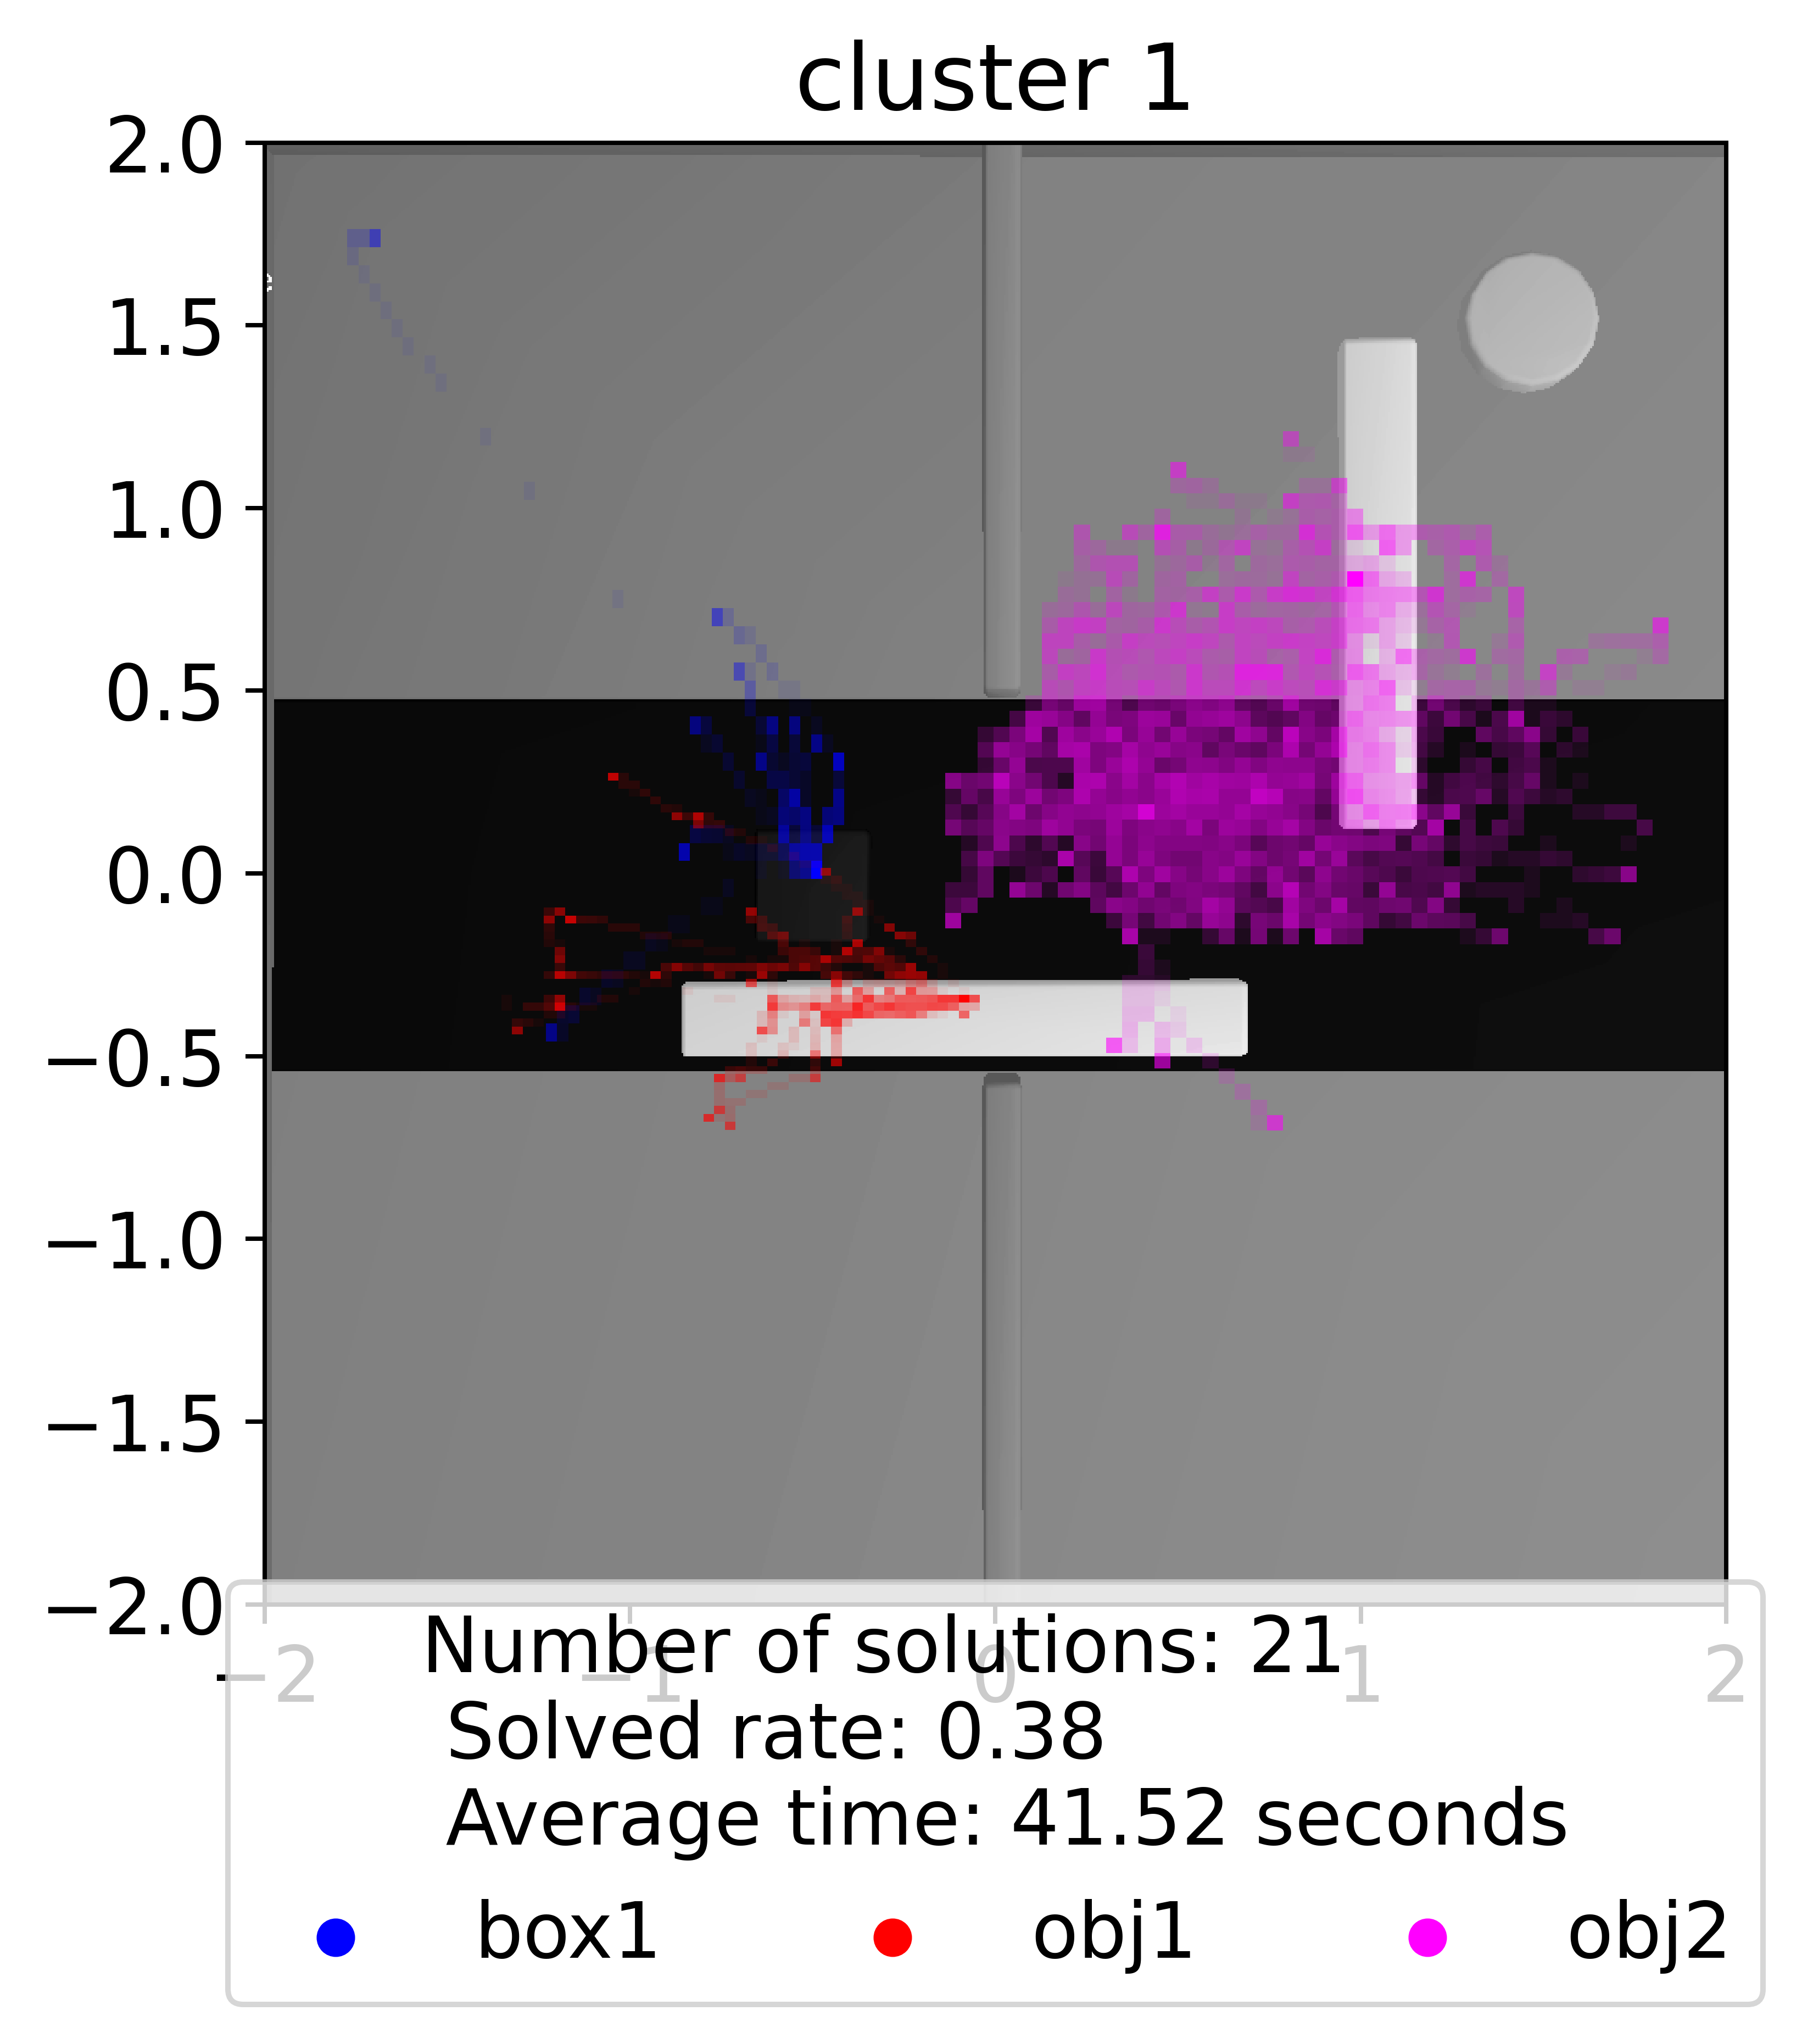 cluster 1
2.0
1.5
1.0
0.5
0.0
−0.5
−1.0
−1.5
−2.0
−2 −1 0 1 2
Number of solutions: 21
Solved rate: 0.38
Average time: 41.52 seconds
box1 obj1 obj2